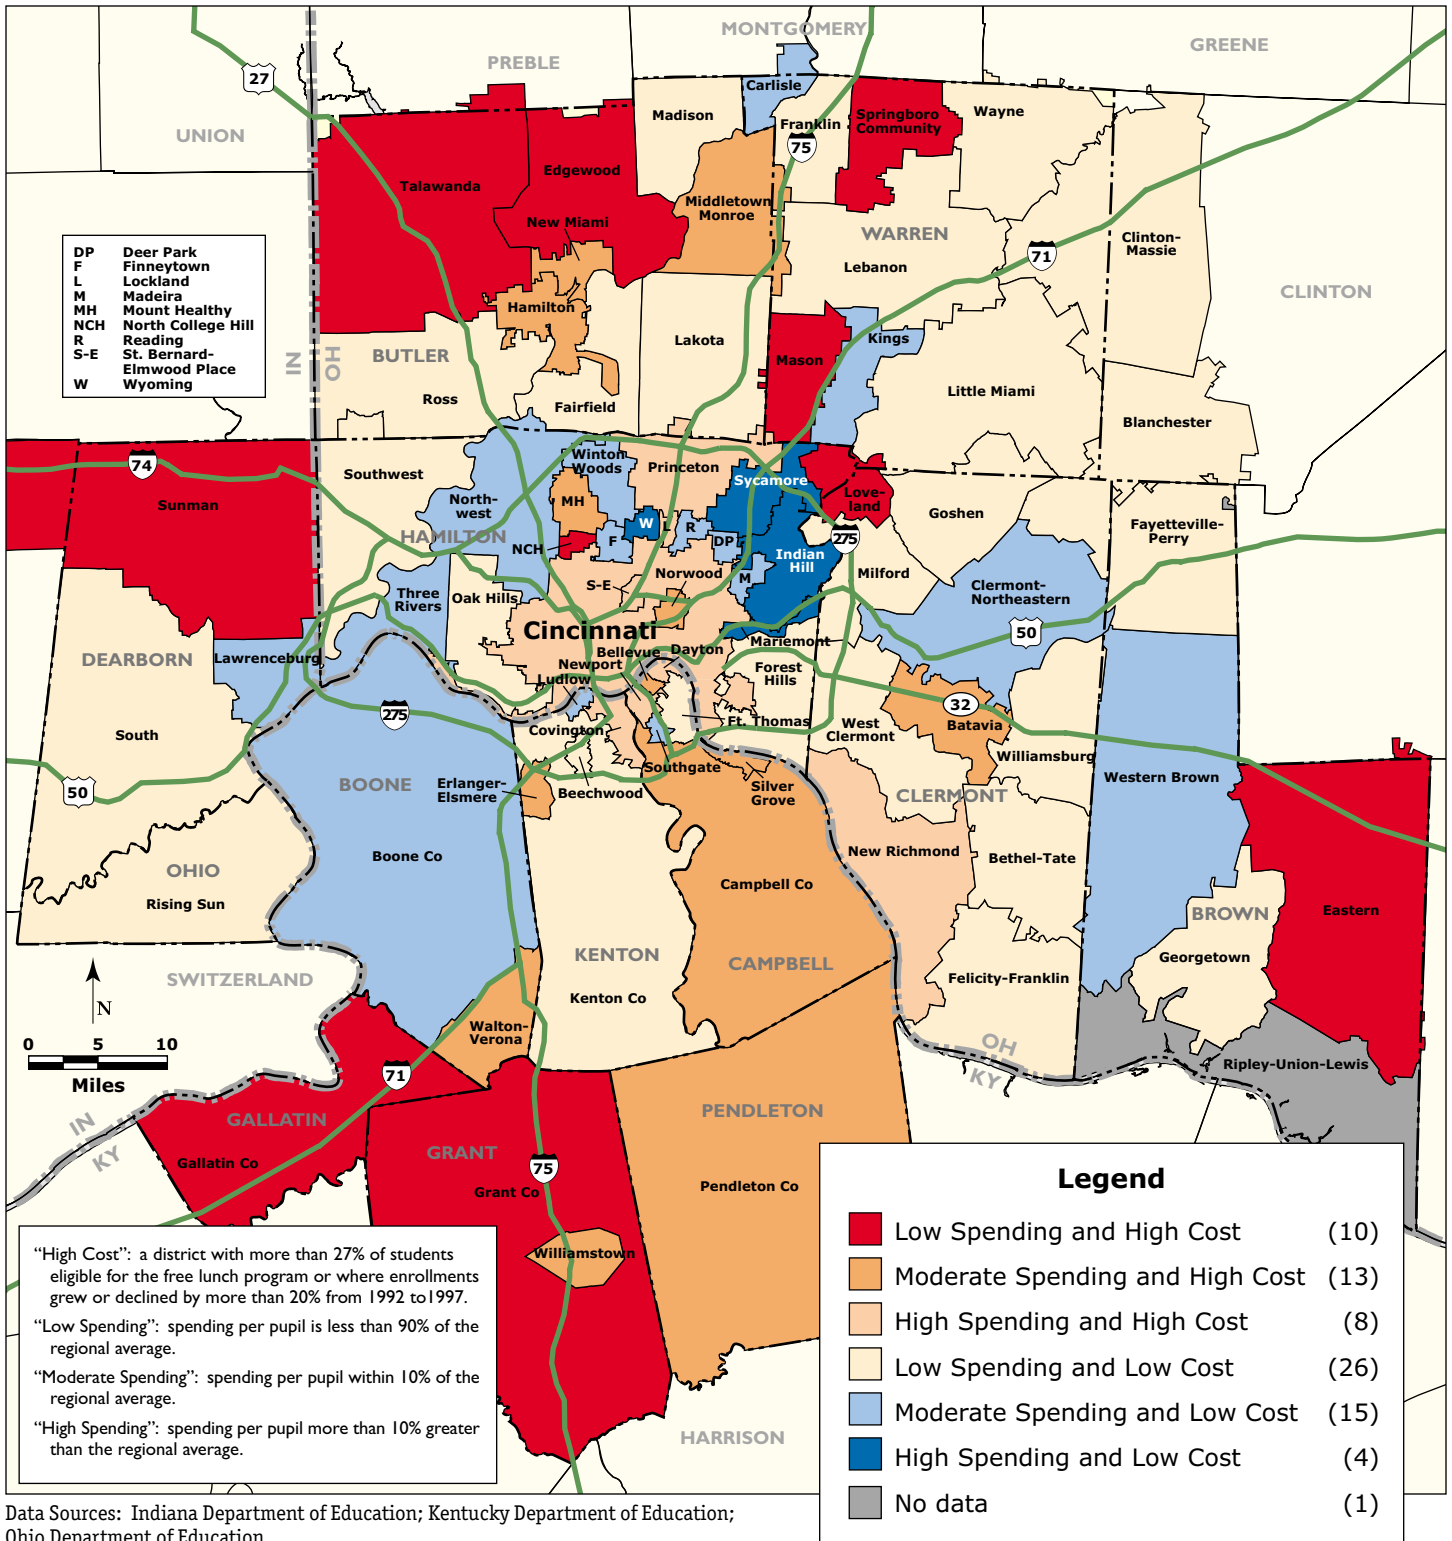 MONTGOMERY
GREENE
PREBLE
27
Carlisle
Madison
Franklin
Springboro
Community
Wayne
UNION
75
Talawanda
Edgewood
Middletown
Monroe
New Miami
WARREN
Clinton-
Massie
71
Lebanon
CLINTON
DP Deer Park
F Finneytown
L Lockland
M Madeira
MH Mount Healthy
NCH North College Hill
R Reading
S-E St. Bernard-
Elmwood Place
W Wyoming
Hamilton
IN
OH
BUTLER
Lakota
Kings
Mason
Ross
Fairfield
Little Miami
Blanchester
74
Southwest
Winton
Woods
Princeton
Sycamore
Sunman
North-
west
MH
Love-
land
Goshen
W
L
R
Fayetteville-
Perry
HAMILTON
NCH
F
DP
275
Indian
Hill
S-E
Norwood
M
Milford
Three
Rivers
Oak Hills
Clermont-
Northeastern
Cincinnati
50
DEARBORN
Lawrenceburg
Mariemont
Bellevue
Dayton
Newport
Forest
Hills
Ludlow
32
275
Ft. Thomas
West
Clermont
Batavia
South
Covington
Williamsburg
Southgate
Western Brown
50
BOONE
Erlanger-
Elsmere
Beechwood
Silver
Grove
CLERMONT
Boone Co
New Richmond
Bethel-Tate
OHIO
Campbell Co
Rising Sun
BROWN
Eastern
KENTON
CAMPBELL
Georgetown
SWITZERLAND
Felicity-Franklin
Kenton Co
N
Walton-
Verona
0 5 10
Miles
OH
KY
Ripley-Union-Lewis
71
IN
KY
GALLATIN
PENDLETON
GRANT
Gallatin Co
75
Grant Co
Pendleton Co
Williamstown
HARRISON
“High Cost”: a district with more than 27% of students
eligible for the free lunch program or where enrollments
grew or declined by more than 20% from 1992 to1997.
“Low Spending”: spending per pupil is less than 90% of the
regional average.
“Moderate Spending”: spending per pupil within 10% of the
regional average.
“High Spending”: spending per pupil more than 10% greater
than the regional average.
Legend
Low Spending and High Cost (10)
Moderate Spending and High Cost (13)
High Spending and High Cost (8)
Low Spending and Low Cost (26)
Moderate Spending and Low Cost (15)
High Spending and Low Cost (4)
No data (1)
Data Sources: Indiana Department of Education; Kentucky Department of Education;
Ohio Department of Education